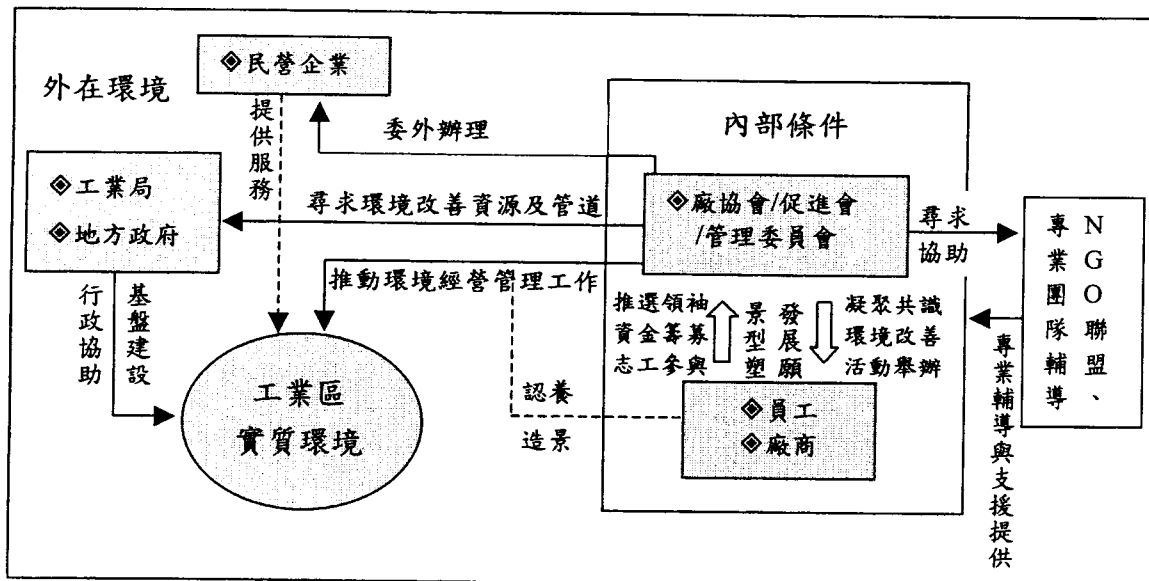 外在環境
◈民營企業
提供服務
委外辦理
內部條件
◈工業局
◈地方政府
尋求環境改善資源及管道
◈廠協會/促進會
/管理委員會
尋求
協助
NGO聯盟、
專業團隊輔導
推動環境經營管理工作
行政協助
基盤建設
推選領袖
資金籌募
志工參與
發展願
景型塑
凝聚共識
環境改善
活動舉辦
專業輔導與支援提供
工業區
實質環境
認養
造景
◈員工
◈廠商